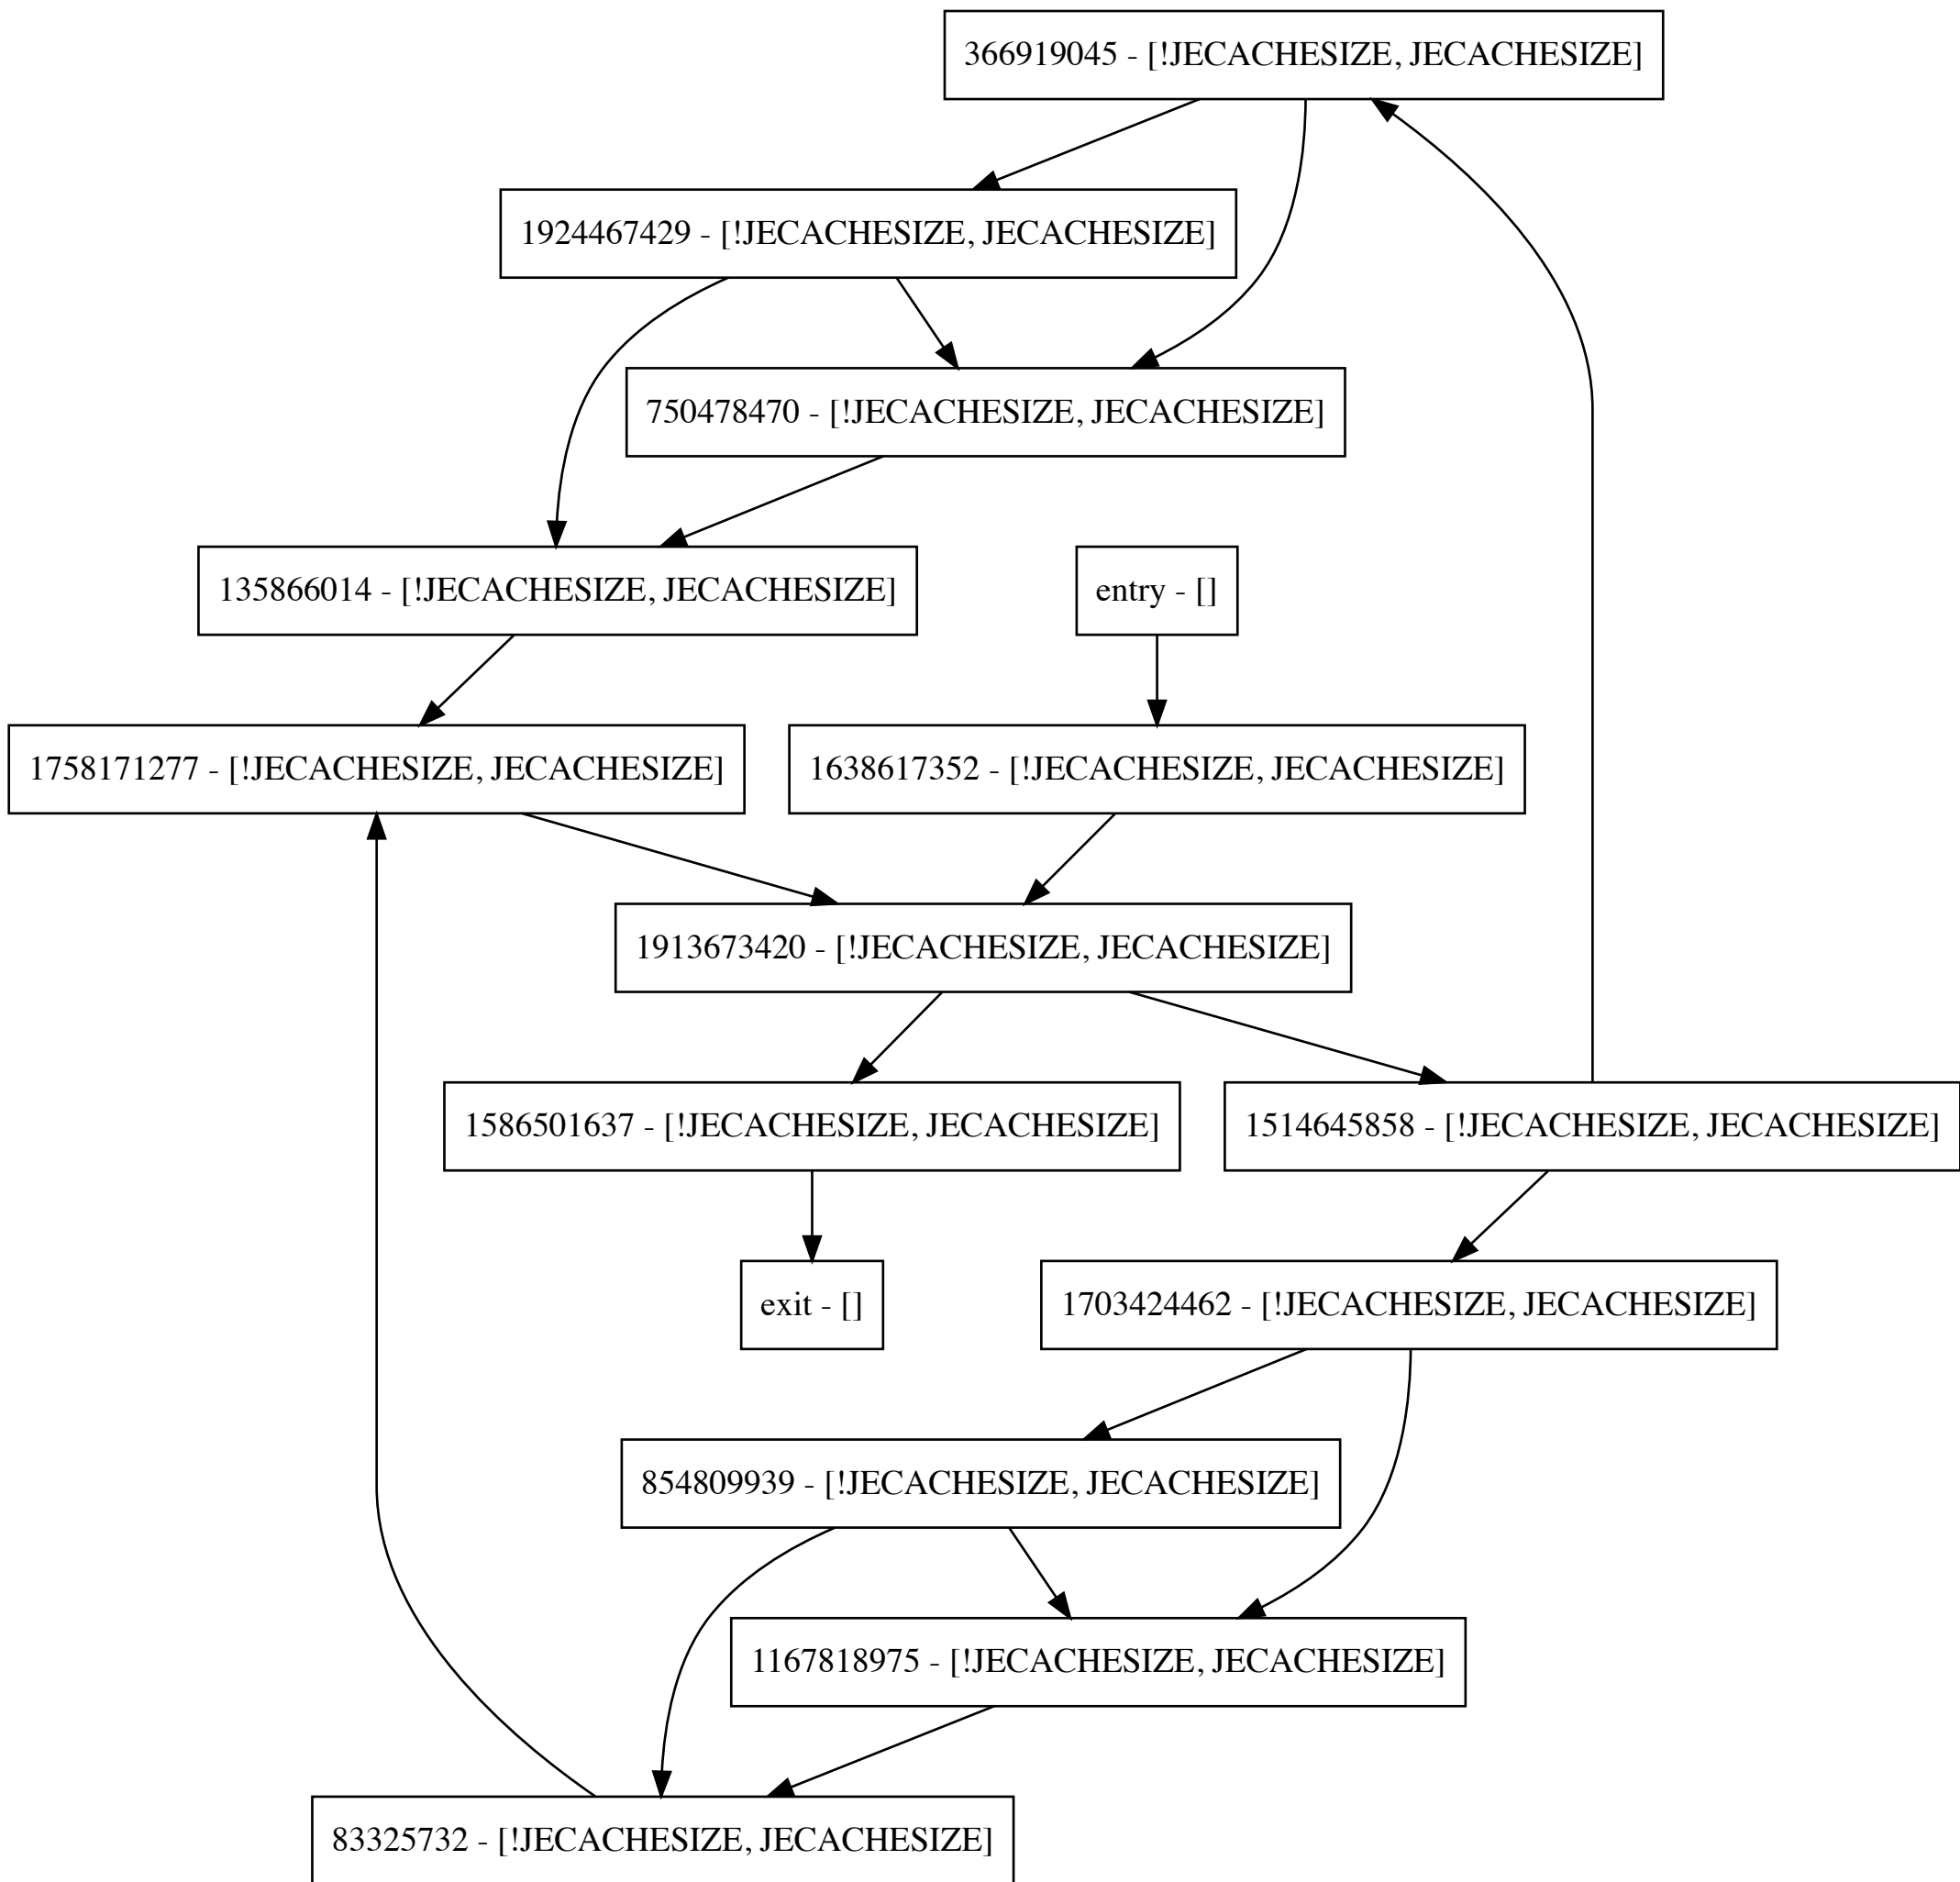 366919045 - [!JECACHESIZE, JECACHESIZE]
1924467429 - [!JECACHESIZE, JECACHESIZE]
750478470 - [!JECACHESIZE, JECACHESIZE]
135866014 - [!JECACHESIZE, JECACHESIZE]
entry - []
1758171277 - [!JECACHESIZE, JECACHESIZE]
1638617352 - [!JECACHESIZE, JECACHESIZE]
1913673420 - [!JECACHESIZE, JECACHESIZE]
1586501637 - [!JECACHESIZE, JECACHESIZE]
1514645858 - [!JECACHESIZE, JECACHESIZE]
exit - []
1703424462 - [!JECACHESIZE, JECACHESIZE]
854809939 - [!JECACHESIZE, JECACHESIZE]
1167818975 - [!JECACHESIZE, JECACHESIZE]
83325732 - [!JECACHESIZE, JECACHESIZE]